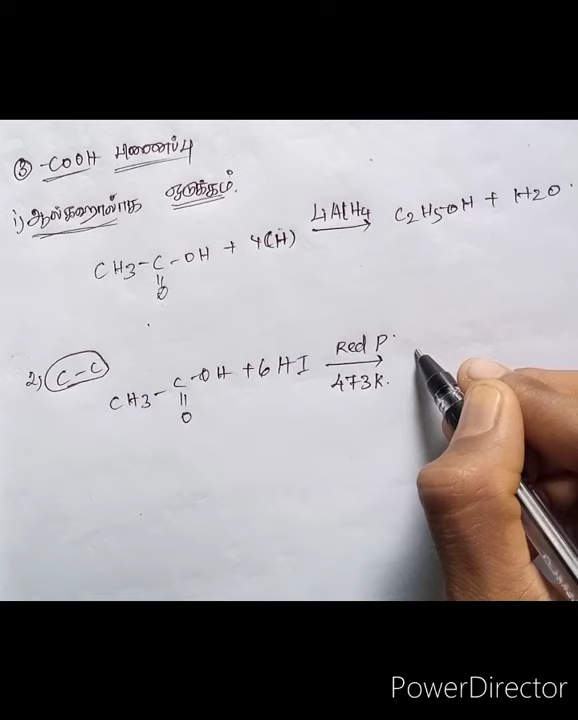 ③ -COOH பிணைப்பு
i) ஆல்கஹாலாக ஒடுக்கம்.
CH3-C-OH + 4(H) LiAlH4 → C2H5OH + H2O.
||
O
2) C-C
CH3-C-OH + 6HI Red P. → 473K.
||
O
PowerDirector